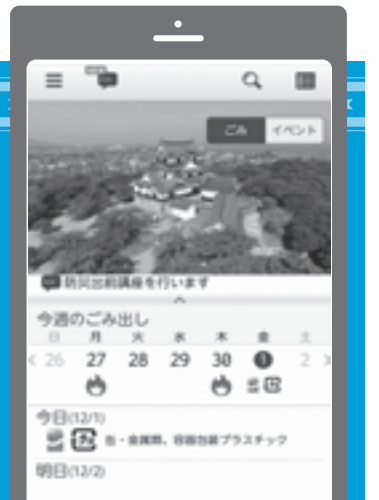 ごみ イベント
防災出前講座を行います
今週のごみ出し
日 月 火 水 木 金 土
26 27 28 29 30 1 2
今日(12/1)
缶・金属類、容器包装プラスチック
明日(12/2)